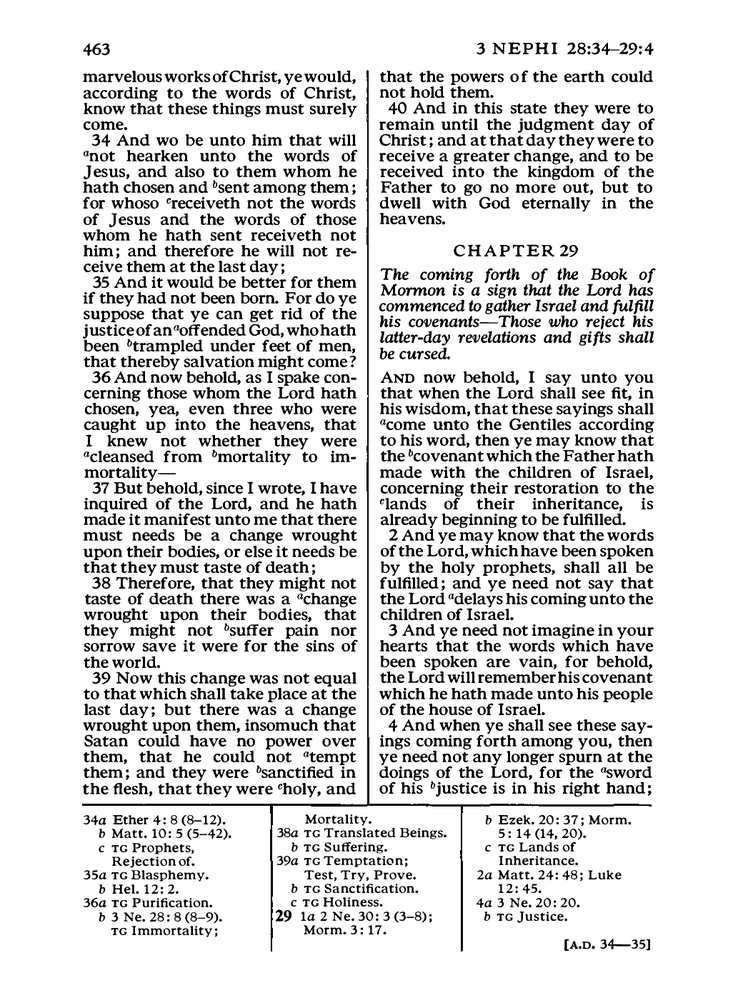 463
3 NEPHI 28:34–29:4
marvelous works of Christ, ye would,
according to the words of Christ,
know that these things must surely
come.
34 And wo be unto him that will
ᵃnot hearken unto the words of
Jesus, and also to them whom he
hath chosen and ᵇsent among them;
for whoso ᶜreceiveth not the words
of Jesus and the words of those
whom he hath sent receiveth not
him; and therefore he will not re-
ceive them at the last day;
35 And it would be better for them
if they had not been born. For do ye
suppose that ye can get rid of the
justice of an ᵃoffended God, who hath
been ᵇtrampled under feet of men,
that thereby salvation might come?
36 And now behold, as I spake con-
cerning those whom the Lord hath
chosen, yea, even three who were
caught up into the heavens, that
I knew not whether they were
ᵃcleansed from ᵇmortality to im-
mortality—
37 But behold, since I wrote, I have
inquired of the Lord, and he hath
made it manifest unto me that there
must needs be a change wrought
upon their bodies, or else it needs be
that they must taste of death;
38 Therefore, that they might not
taste of death there was a ᵃchange
wrought upon their bodies, that
they might not ᵇsuffer pain nor
sorrow save it were for the sins of
the world.
39 Now this change was not equal
to that which shall take place at the
last day; but there was a change
wrought upon them, insomuch that
Satan could have no power over
them, that he could not ᵃtempt
them; and they were ᵇsanctified in
the flesh, that they were ᶜholy, and
that the powers of the earth could
not hold them.
40 And in this state they were to
remain until the judgment day of
Christ; and at that day they were to
receive a greater change, and to be
received into the kingdom of the
Father to go no more out, but to
dwell with God eternally in the
heavens.
CHAPTER 29
The coming forth of the Book of
Mormon is a sign that the Lord has
commenced to gather Israel and fulfill
his covenants—Those who reject his
latter-day revelations and gifts shall
be cursed.
AND now behold, I say unto you
that when the Lord shall see fit, in
his wisdom, that these sayings shall
ᵃcome unto the Gentiles according
to his word, then ye may know that
the ᵇcovenant which the Father hath
made with the children of Israel,
concerning their restoration to the
ᶜlands of their inheritance, is
already beginning to be fulfilled.
2 And ye may know that the words
of the Lord, which have been spoken
by the holy prophets, shall all be
fulfilled; and ye need not say that
the Lord ᵃdelays his coming unto the
children of Israel.
3 And ye need not imagine in your
hearts that the words which have
been spoken are vain, for behold,
the Lord will remember his covenant
which he hath made unto his people
of the house of Israel.
4 And when ye shall see these say-
ings coming forth among you, then
ye need not any longer spurn at the
doings of the Lord, for the ᵃsword
of his ᵇjustice is in his right hand;
34a Ether 4: 8 (8–12).
b Matt. 10: 5 (5–42).
c TG Prophets,
Rejection of.
35a TG Blasphemy.
b Hel. 12: 2.
36a TG Purification.
b 3 Ne. 28: 8 (8–9).
TG Immortality;
Mortality.
38a TG Translated Beings.
b TG Suffering.
39a TG Temptation;
Test, Try, Prove.
b TG Sanctification.
c TG Holiness.
29 1a 2 Ne. 30: 3 (3–8);
Morm. 3: 17.
b Ezek. 20: 37; Morm.
5: 14 (14, 20).
c TG Lands of
Inheritance.
2a Matt. 24: 48; Luke
12: 45.
4a 3 Ne. 20: 20.
b TG Justice.
[A.D. 34—35]